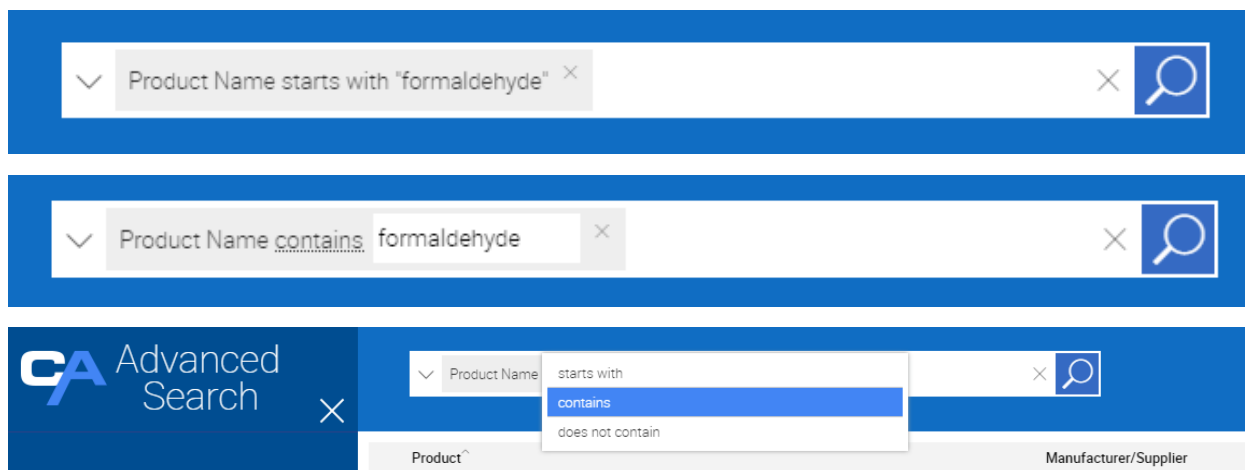 Product Name starts with "formaldehyde"
Product Name contains formaldehyde
CA Advanced
Search
Product Name
starts with
contains
does not contain
Product
Manufacturer/Supplier